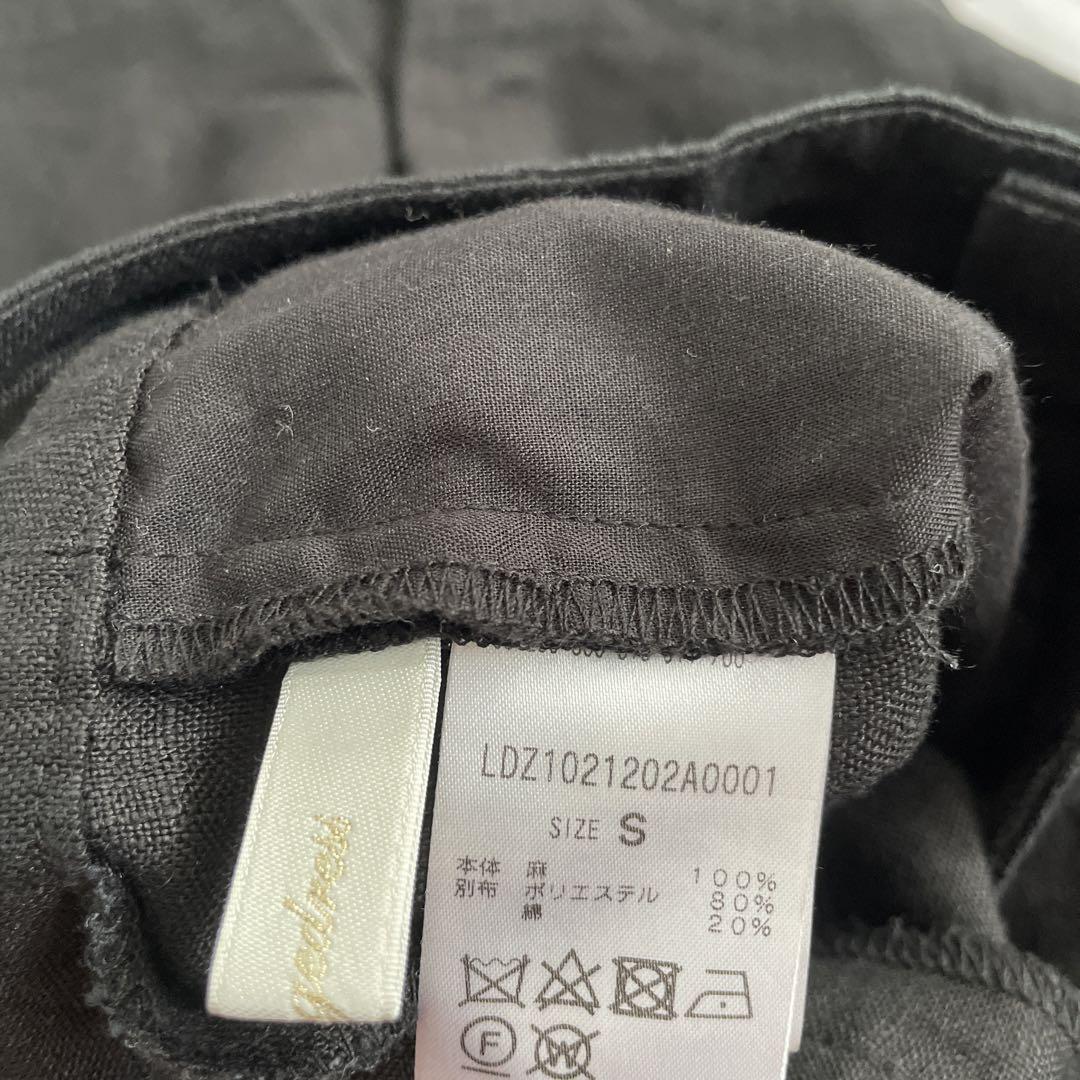 LDZ1021202A0001
SIZE S
本体 麻 100%
別布 ポリエステル 80%
綿 20%
F
W